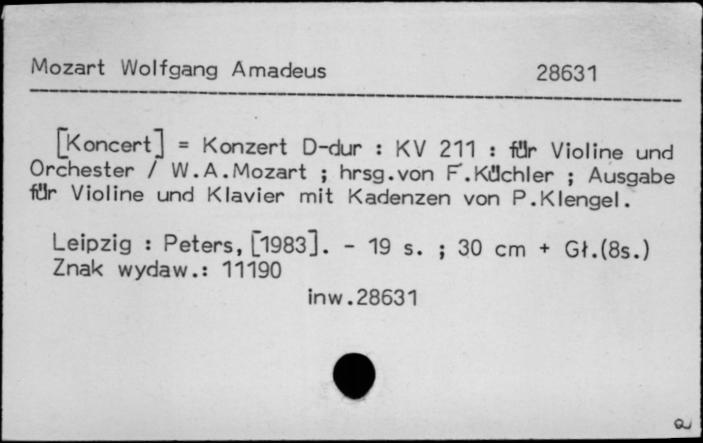 Mozart Wolfgang Amadeus 28631
[Koncert] = Konzert D-dur : KV 211 : für Violine und
Orchester / W.A.Mozart ; hrsg.von F.Küchler ; Ausgabe
für Violine und Klavier mit Kadenzen von P.Klengel.
Leipzig : Peters, [1983]. - 19 s. ; 30 cm + Gł.(8s.)
Znak wydaw.: 11190
inw.28631